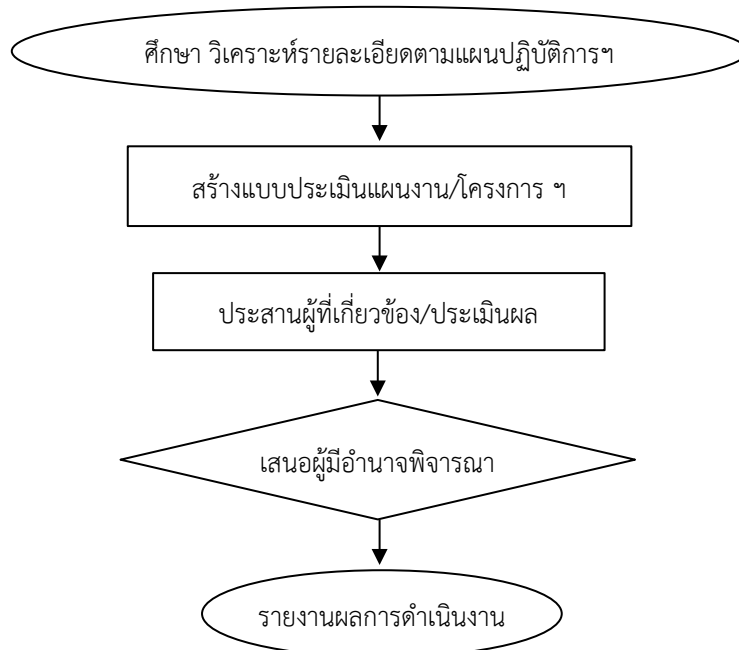 ศึกษา วิเคราะห์รายละเอียดตามแผนปฏิบัติการฯ
สร้างแบบประเมินแผนงาน/โครงการ ฯ
ประสานผู้ที่เกี่ยวข้อง/ประเมินผล
เสนอผู้มีอำนาจพิจารณา
รายงานผลการดำเนินงาน